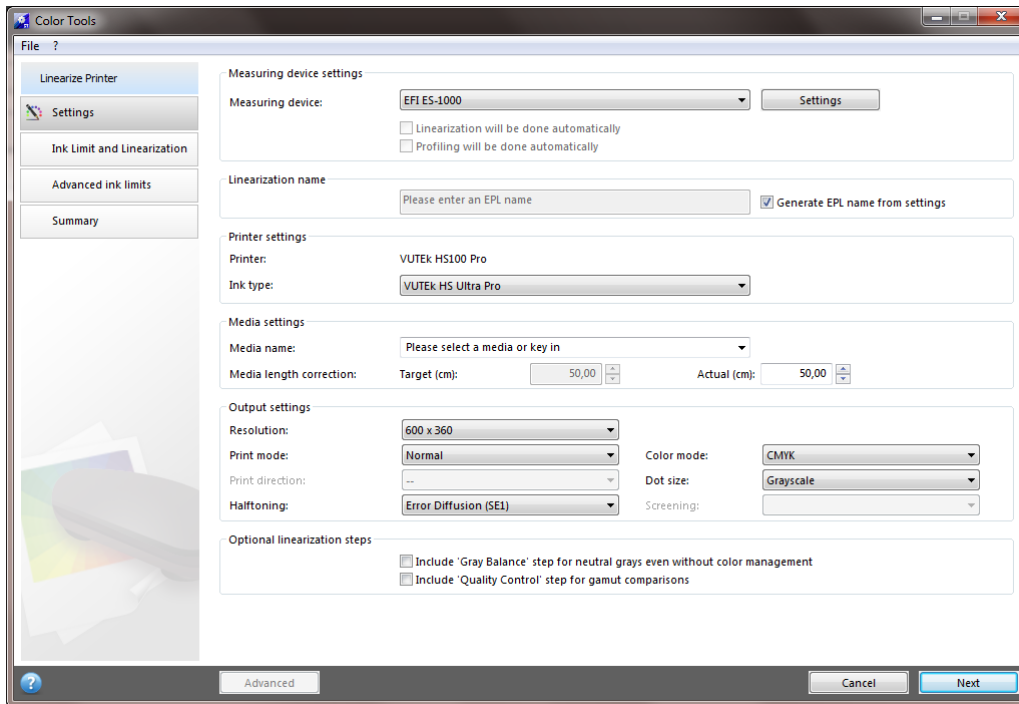 Color Tools
File ?
Linearize Printer
Settings
Ink Limit and Linearization
Advanced ink limits
Summary
Measuring device settings
Measuring device: EFI ES-1000 Settings
Linearization will be done automatically
Profiling will be done automatically
Linearization name
Please enter an EPL name Generate EPL name from settings
Printer settings
Printer: VUTEk HS100 Pro
Ink type: VUTEk HS Ultra Pro
Media settings
Media name: Please select a media or key in
Media length correction: Target (cm): 50,00 Actual (cm): 50,00
Output settings
Resolution: 600 x 360
Print mode: Normal Color mode: CMYK
Print direction: -- Dot size: Grayscale
Halftoning: Error Diffusion (SE1) Screening:
Optional linearization steps
Include 'Gray Balance' step for neutral grays even without color management
Include 'Quality Control' step for gamut comparisons
? Advanced Cancel Next